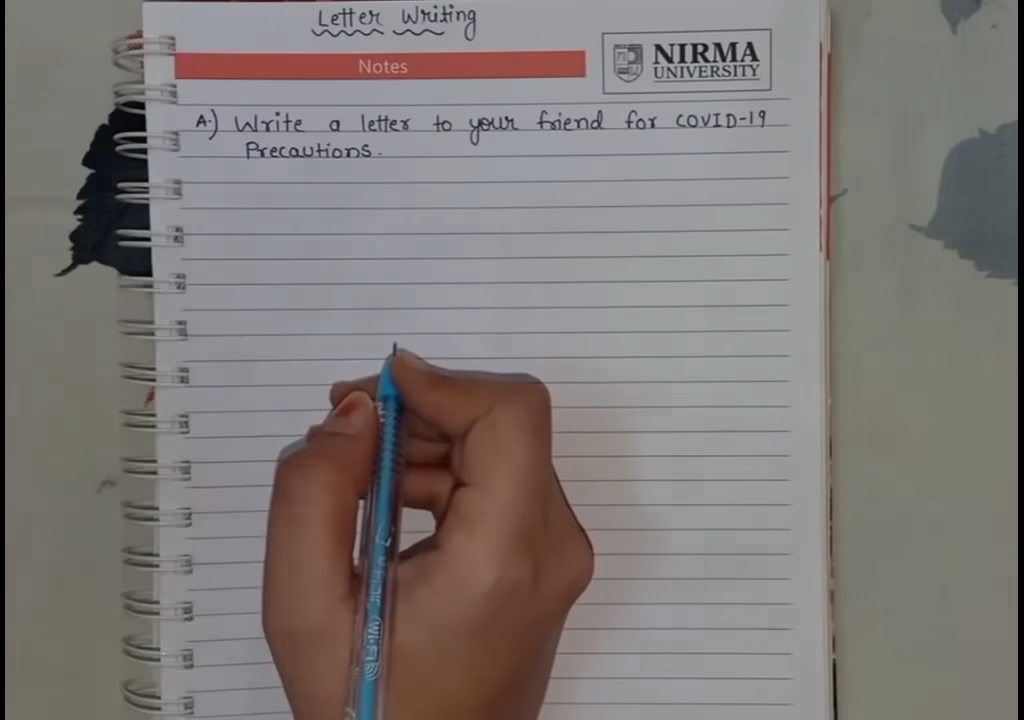 Letter Writing
Notes
NIRMA
UNIVERSITY
A.) Write a letter to your friend for COVID-19
Precautions.